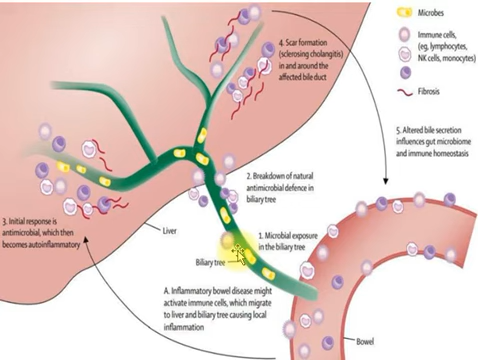 Microbes
Immune cells,
(eg, lymphocytes,
NK cells, monocytes)
Fibrosis
4. Scar formation
(sclerosing cholangitis)
in and around the
affected bile duct
5. Altered bile secretion
influences gut microbiome
and immune homeostasis
2. Breakdown of natural
antimicrobial defence in
biliary tree
3. Initial response is
antimicrobial, which then
becomes autoinflammatory
Liver
1. Microbial exposure
in the biliary tree
Biliary tree
A. Inflammatory bowel disease might
activate immune cells, which migrate
to liver and biliary tree causing local
inflammation
Bowel